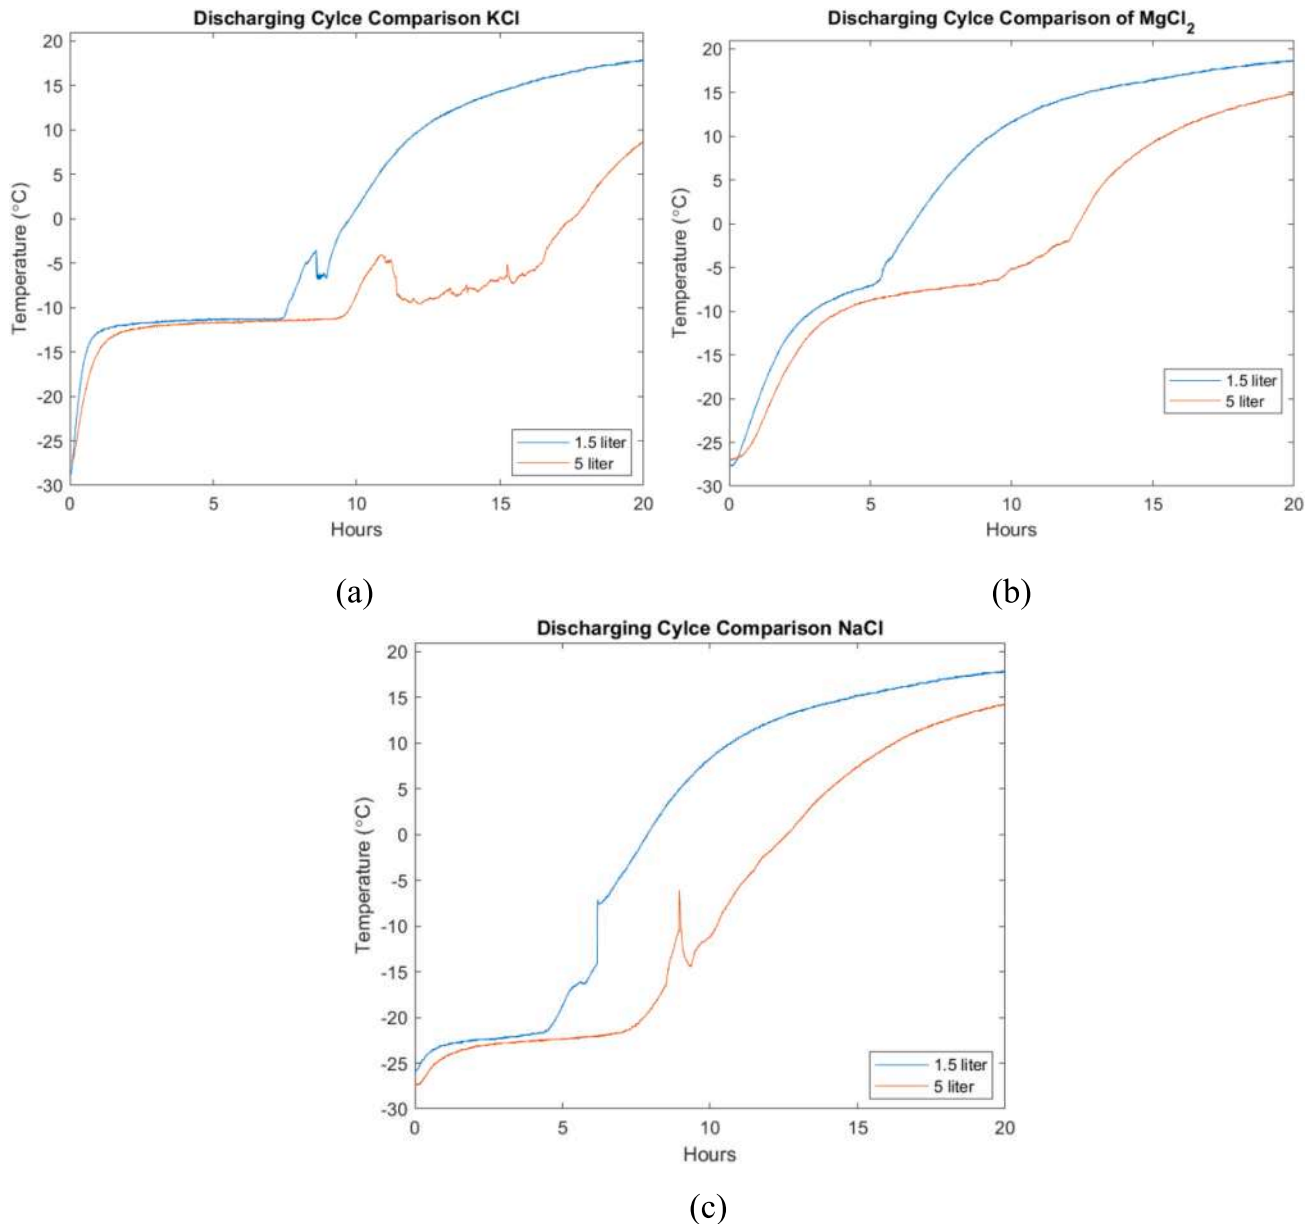 Discharging Cylce Comparison KCl
Temperature (°C)
20
15
10
5
0
-5
-10
-15
-20
-25
-30
0 5 10 15 20
Hours
1.5 liter
5 liter
(a)
Discharging Cylce Comparison of MgCl2
Temperature (°C)
20
15
10
5
0
-5
-10
-15
-20
-25
-30
0 5 10 15 20
Hours
1.5 liter
5 liter
(b)
Discharging Cylce Comparison NaCl
Temperature (°C)
20
15
10
5
0
-5
-10
-15
-20
-25
-30
0 5 10 15 20
Hours
1.5 liter
5 liter
(c)